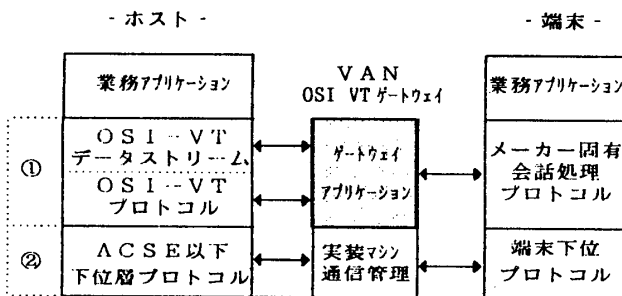 - ホスト -
- 端末 -
業務アプリケーション
VAN
OSI VTゲートウェイ
業務アプリケーション
①
OSI--VT
データストリーム
OSI--VT
プロトコル
ゲートウェイ
アプリケーション
メーカー固有
会話処理
プロトコル
②
ACSE以下
下位層プロトコル
実装マシン
通信管理
端末下位
プロトコル